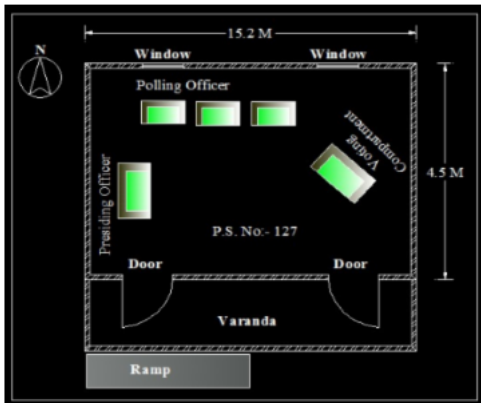 15.2 M
N
Window
Window
Polling Officer
Voting
Compartment
4.5 M
Presiding Officer
P.S. No:- 127
Door
Door
Varanda
Ramp